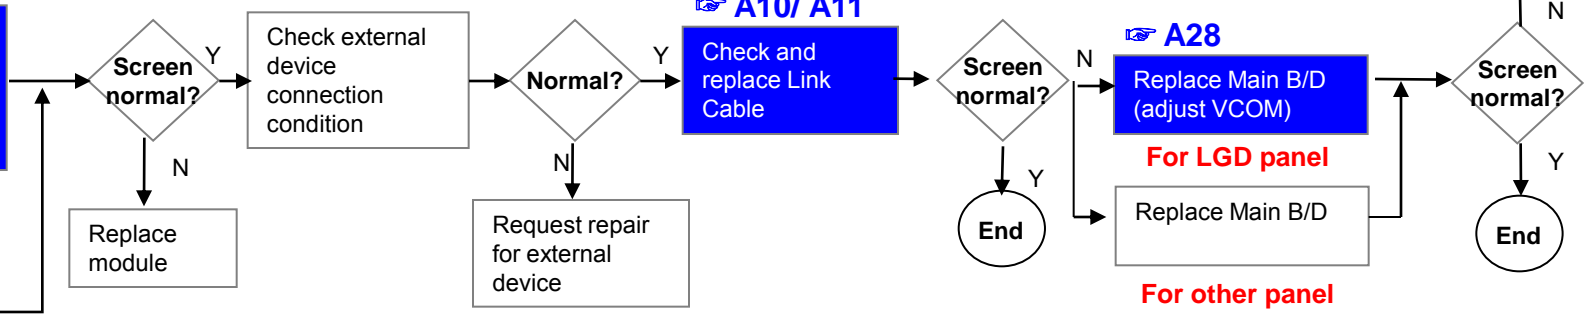 Screen
normal?
Y
N
Replace
module
Check external
device
connection
condition
Normal?
Y
N
Request repair
for external
device
☞ A10/ A11
Check and
replace Link
Cable
Screen
normal?
N
Y
End
☞ A28
Replace Main B/D
(adjust VCOM)
For LGD panel
Replace Main B/D
For other panel
N
Screen
normal?
Y
End